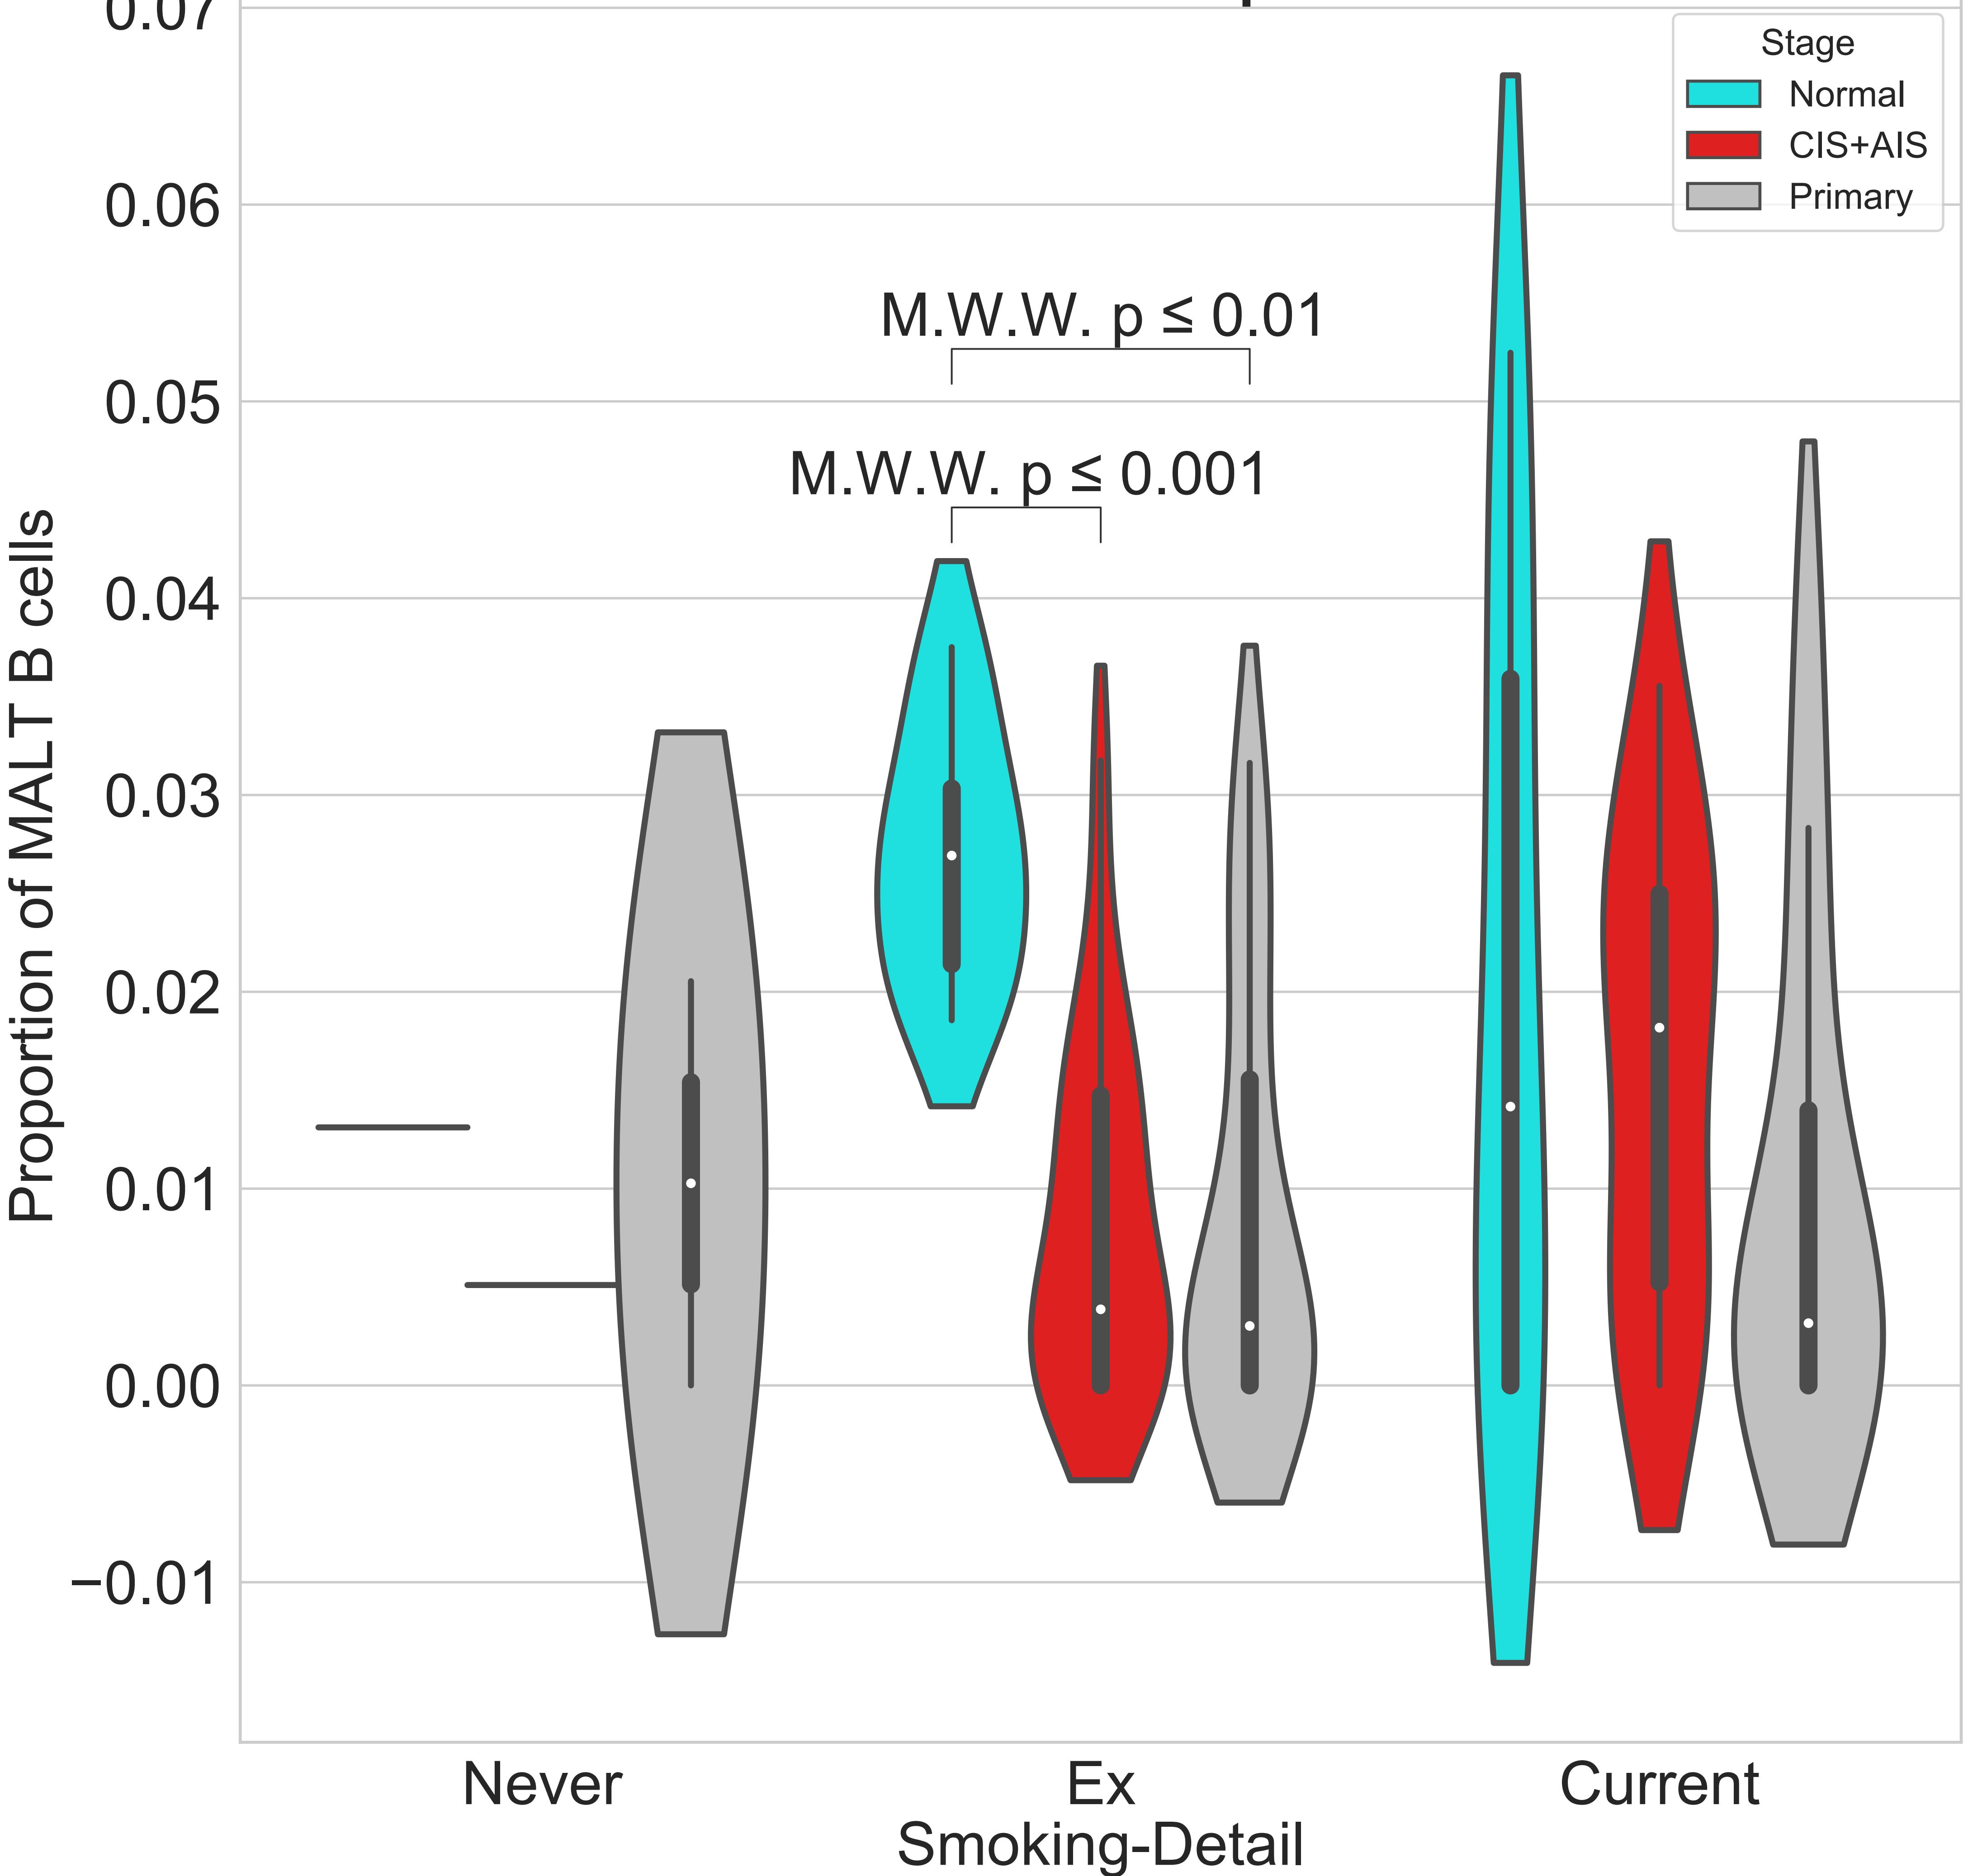 0.07
Stage
Normal
CIS+AIS
Primary
0.06
M.W.W. p ≤ 0.01
0.05
M.W.W. p ≤ 0.001
0.04
Proportion of MALT B cells
0.03
0.02
0.01
0.00
−0.01
Never
Ex
Current
Smoking-Detail